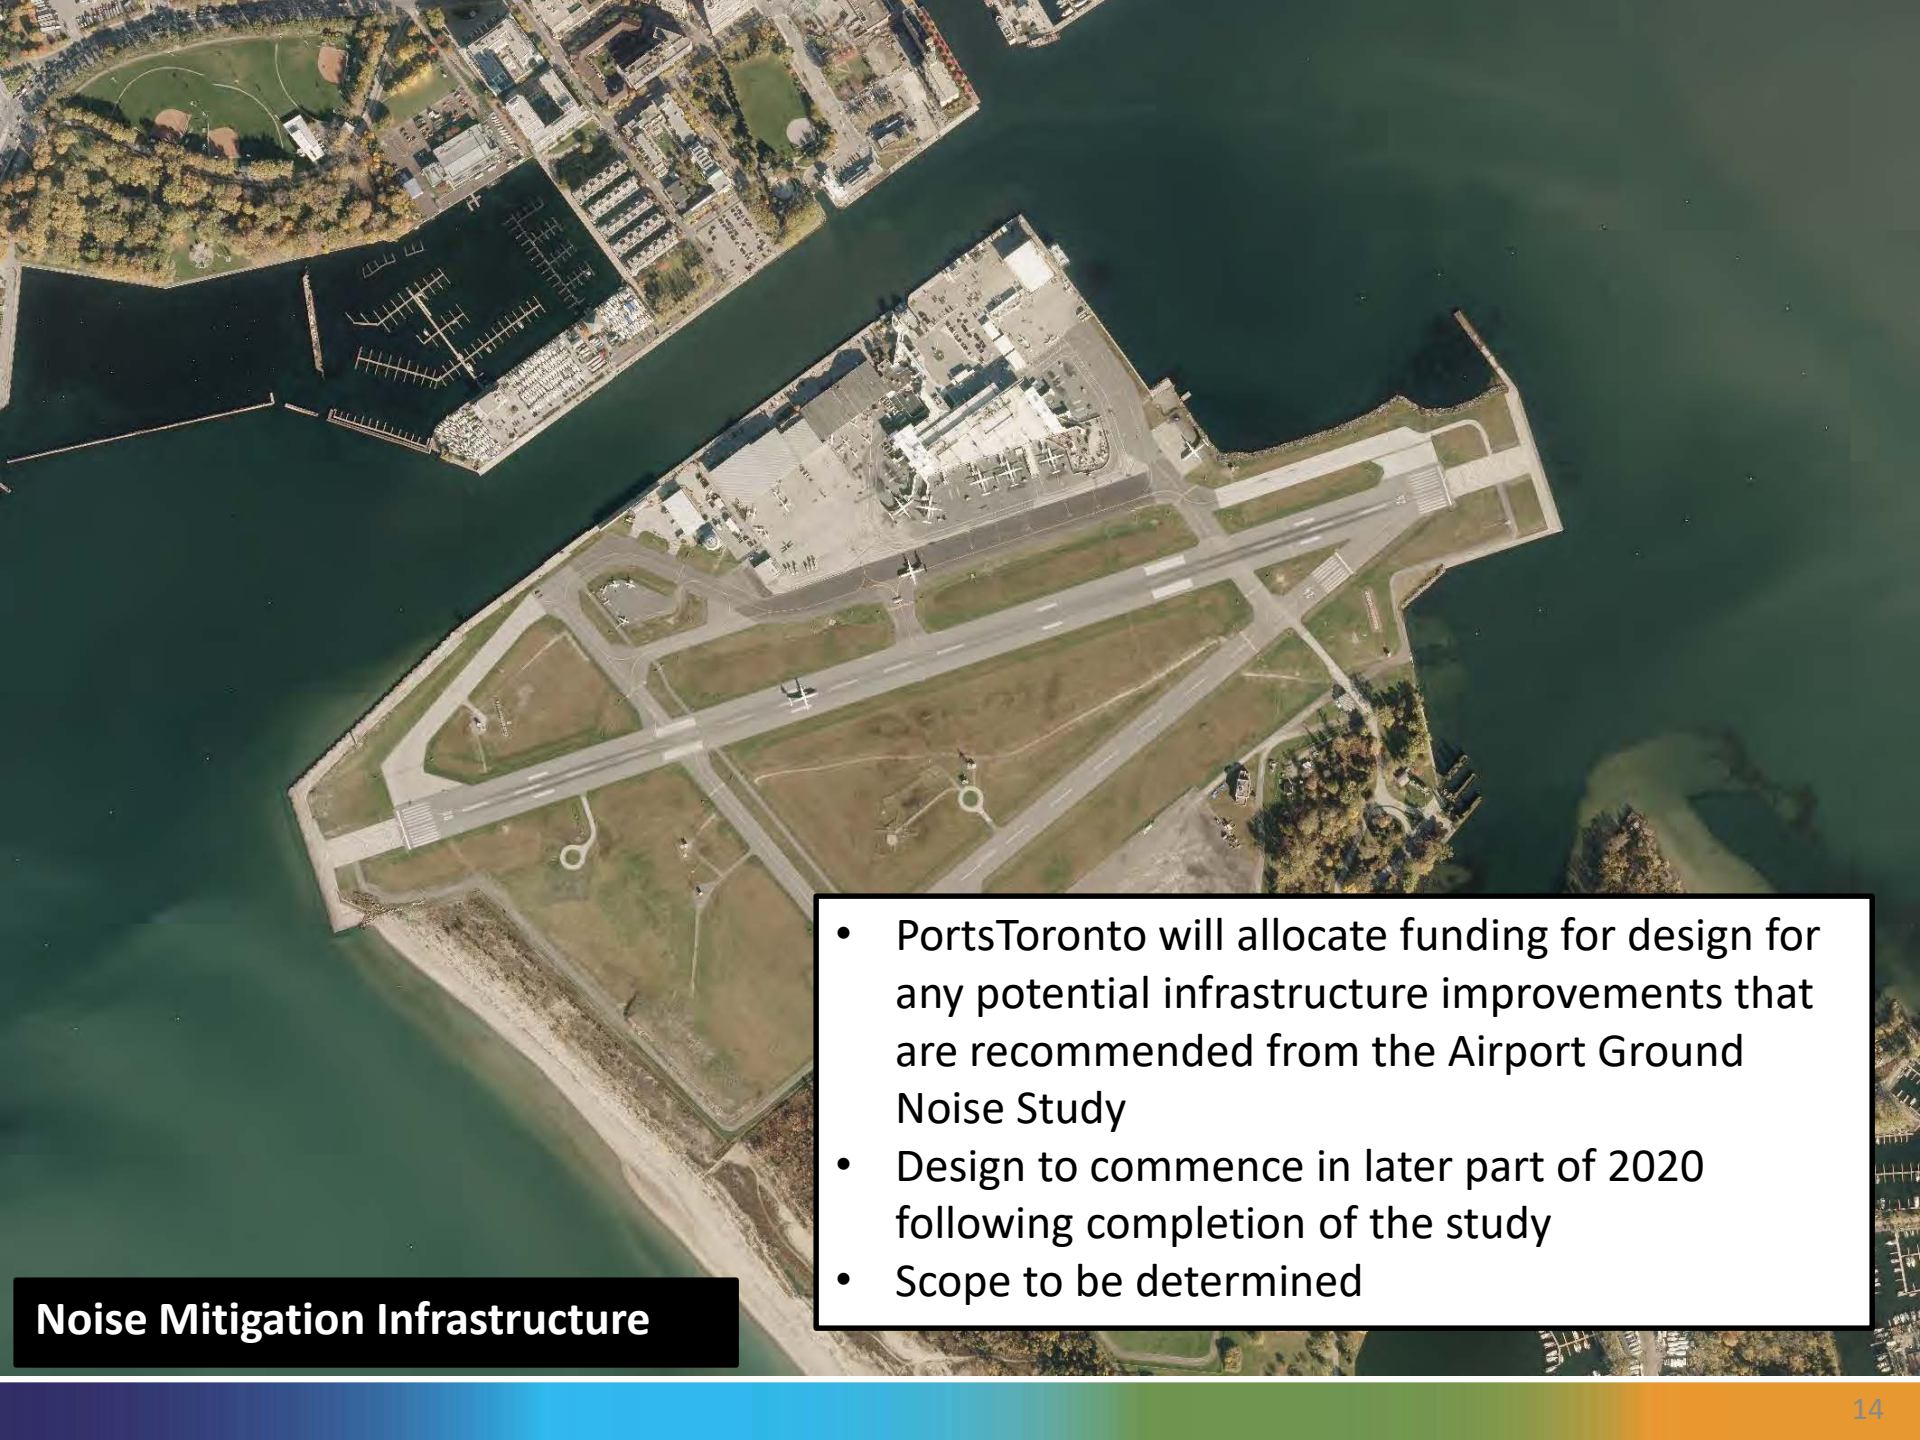 • PortsToronto will allocate funding for design for
any potential infrastructure improvements that
are recommended from the Airport Ground
Noise Study
• Design to commence in later part of 2020
following completion of the study
• Scope to be determined
Noise Mitigation Infrastructure
14